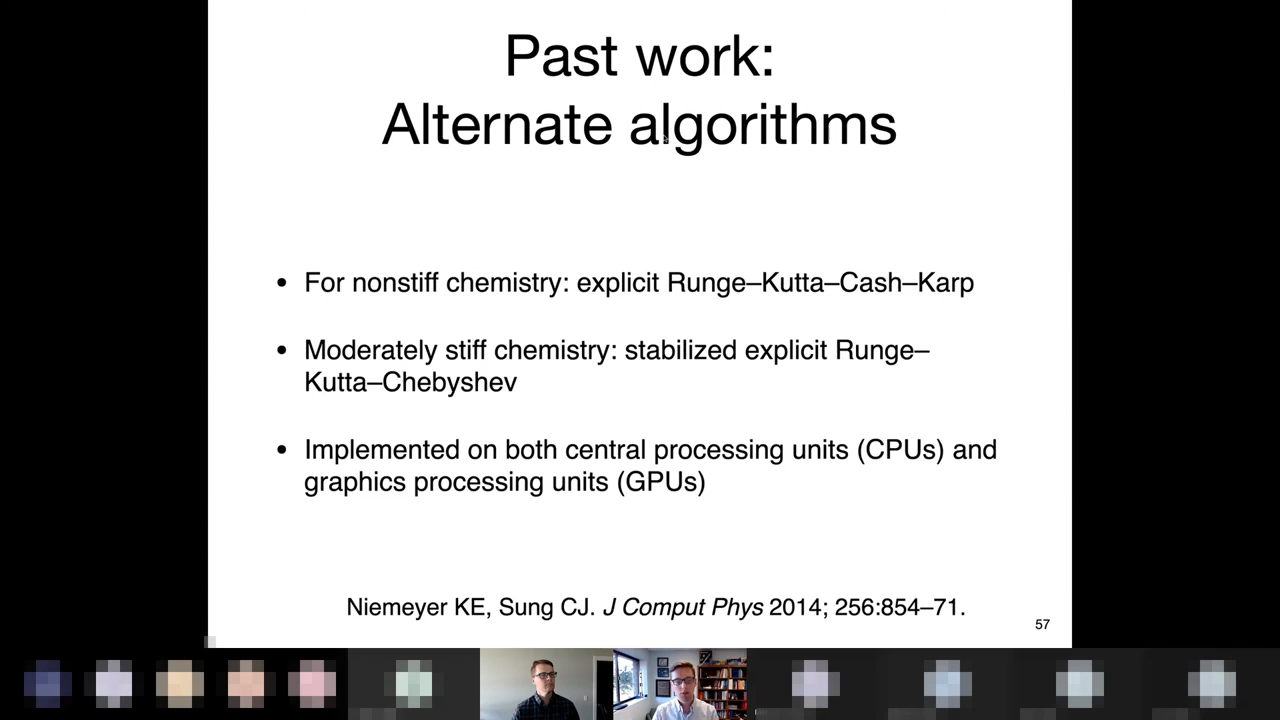 Past work:
Alternate algorithms
• For nonstiff chemistry: explicit Runge–Kutta–Cash–Karp
• Moderately stiff chemistry: stabilized explicit Runge–
Kutta–Chebyshev
• Implemented on both central processing units (CPUs) and
graphics processing units (GPUs)
Niemeyer KE, Sung CJ. J Comput Phys 2014; 256:854–71.
57